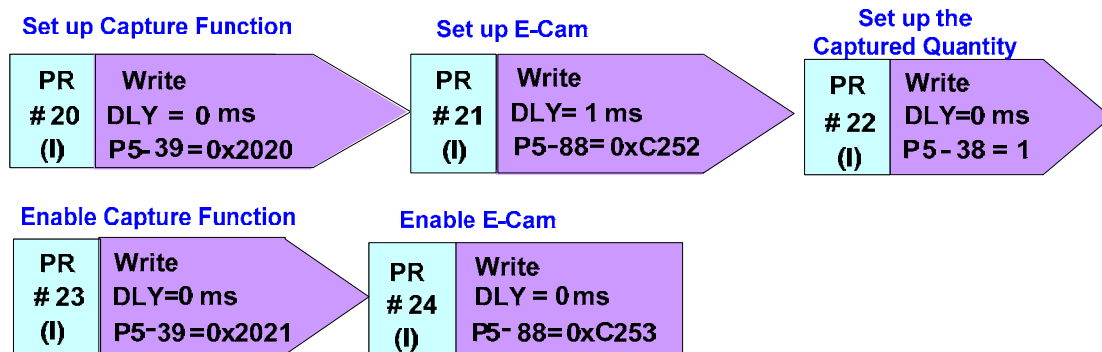 Set up Capture Function
PR
#20
(I)
Write
DLY = 0 ms
P5-39=0x2020
Set up E-Cam
PR
#21
(I)
Write
DLY= 1 ms
P5-88=0xC252
Set up the
Captured Quantity
PR
#22
(I)
Write
DLY=0 ms
P5-38 = 1
Enable Capture Function
PR
#23
(I)
Write
DLY=0 ms
P5-39=0x2021
Enable E-Cam
PR
#24
(I)
Write
DLY = 0ms
P5-88=0xC253